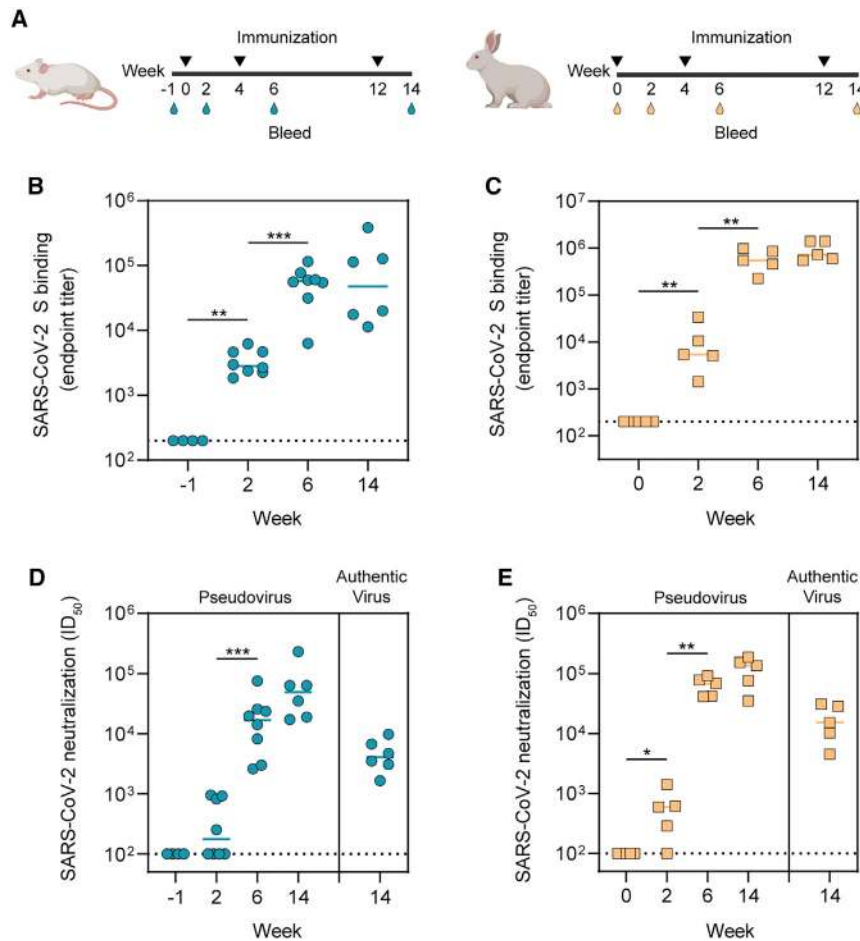 A
Immunization
Week
-1 0 2 4 6 12 14
Bleed
Immunization
Week
0 2 4 6 12 14
Bleed
B
SARS-CoV-2 S binding
(endpoint titer)
10⁶
10⁵
10⁴
10³
10²
**
***
-1 2 6 14
Week
C
SARS-CoV-2 S binding
(endpoint titer)
10⁷
10⁶
10⁵
10⁴
10³
10²
**
**
0 2 6 14
Week
D
Pseudovirus
Authentic
Virus
SARS-CoV-2 neutralization (ID₅₀)
10⁶
10⁵
10⁴
10³
10²
***
-1 2 6 14 14
Week
E
Pseudovirus
Authentic
Virus
SARS-CoV-2 neutralization (ID₅₀)
10⁶
10⁵
10⁴
10³
10²
*
**
0 2 6 14 14
Week